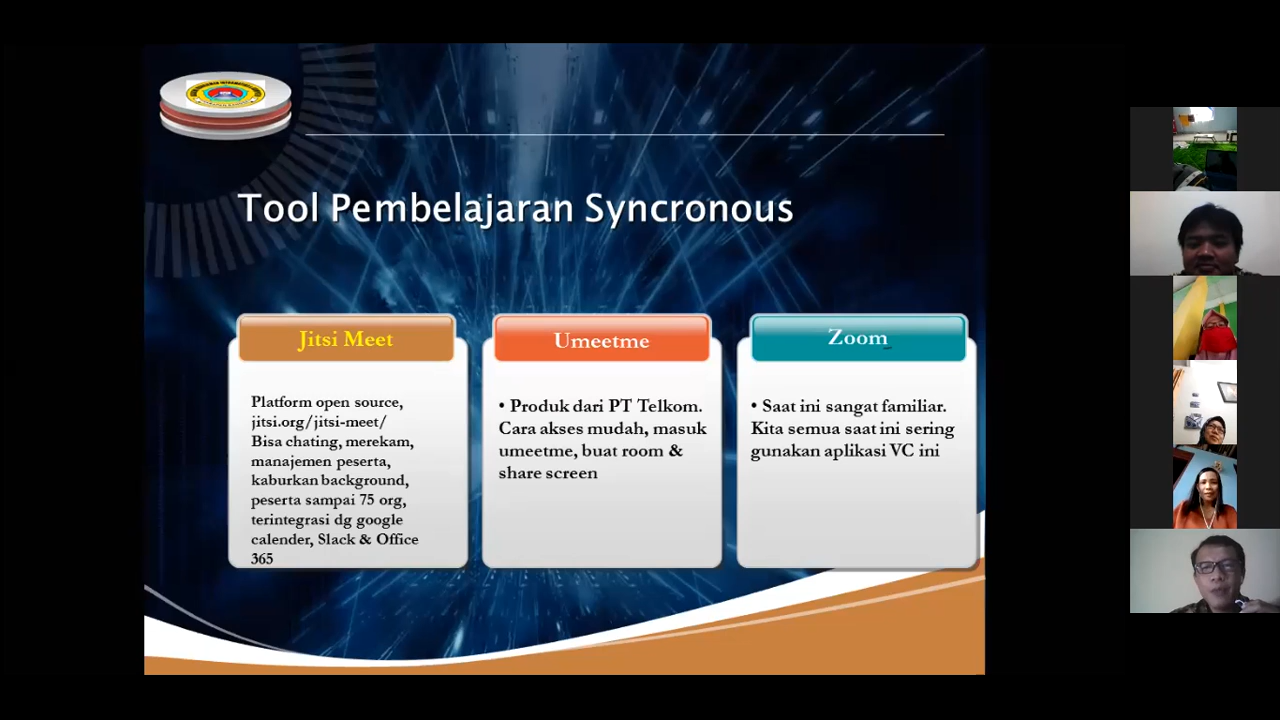 Tool Pembelajaran Syncronous
Jitsi Meet
Platform open source,
jitsi.org/jitsi-meet/
Bisa chating, merekam,
manajemen peserta,
kaburkan background,
peserta sampai 75 org,
terintegrasi dg google
calender, Slack & Office
365
Umeetme
• Produk dari PT Telkom.
Cara akses mudah, masuk
umeetme, buat room &
share screen
Zoom
• Saat ini sangat familiar.
Kita semua saat ini sering
gunakan aplikasi VC ini